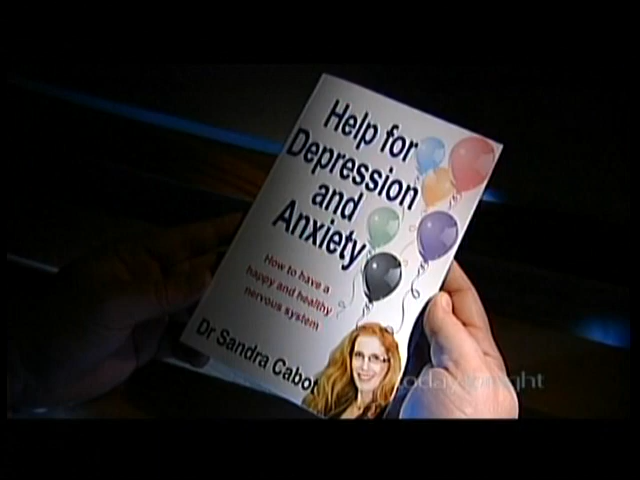 Help for
Depression
and
Anxiety
How to have a
happy and healthy
nervous system
Dr Sandra Cabot
today tonight